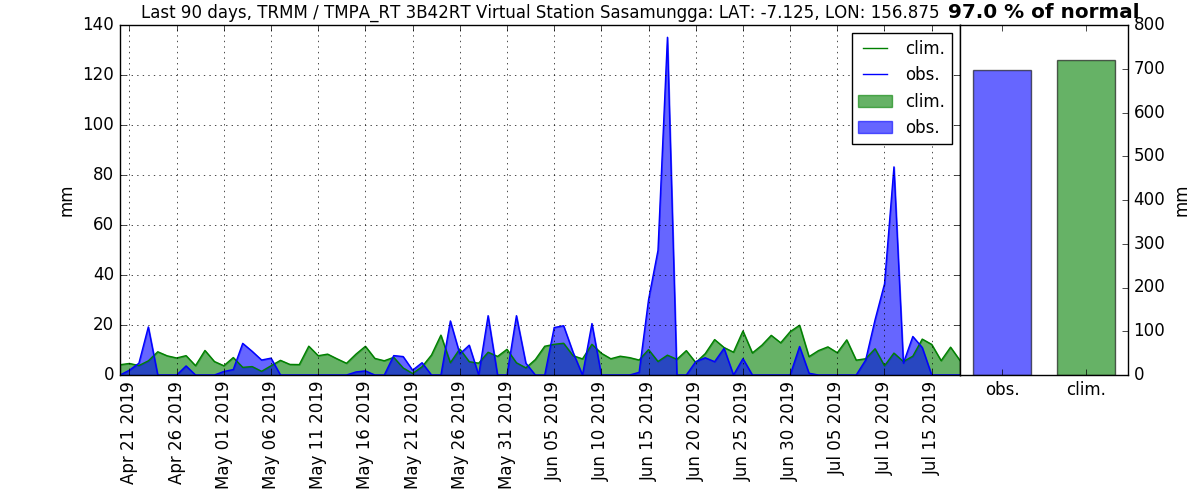 Last 90 days, TRMM / TMPA_RT 3B42RT Virtual Station Sasamungga: LAT: -7.125, LON: 156.875
97.0 % of normal
140
120
100
80
60
40
20
0
mm
clim.
obs.
clim.
obs.
Apr 21 2019
Apr 26 2019
May 01 2019
May 06 2019
May 11 2019
May 16 2019
May 21 2019
May 26 2019
May 31 2019
Jun 05 2019
Jun 10 2019
Jun 15 2019
Jun 20 2019
Jun 25 2019
Jun 30 2019
Jul 05 2019
Jul 10 2019
Jul 15 2019
800
700
600
500
400
300
200
100
0
mm
obs.
clim.